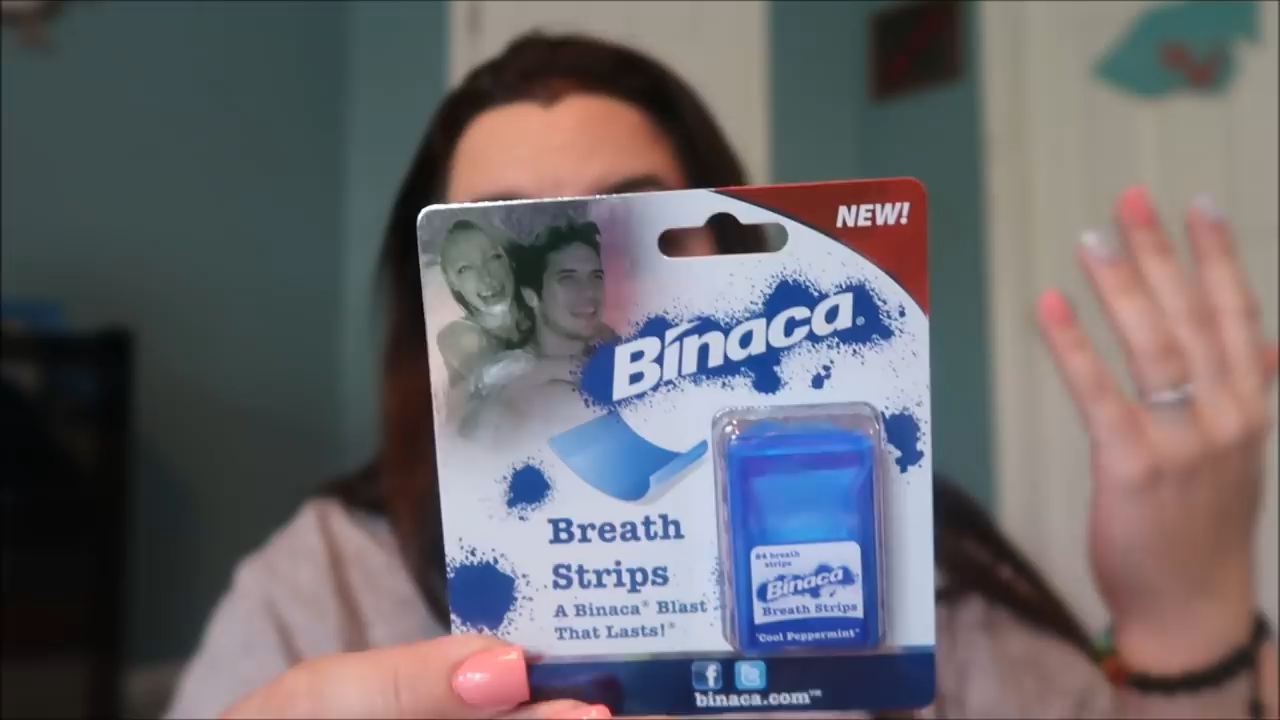 NEW!
Binaca®
Breath
Strips
A Binaca® Blast
That Lasts!®
24 breath
strips
Binaca
Breath Strips
"Cool Peppermint"
binaca.com™